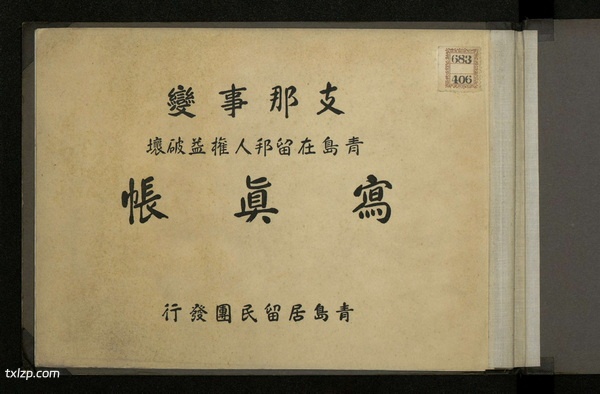 支那事變
青島在留邦人權益破壞
寫眞帳
青島居留民團發行
683
406
txlzp.com